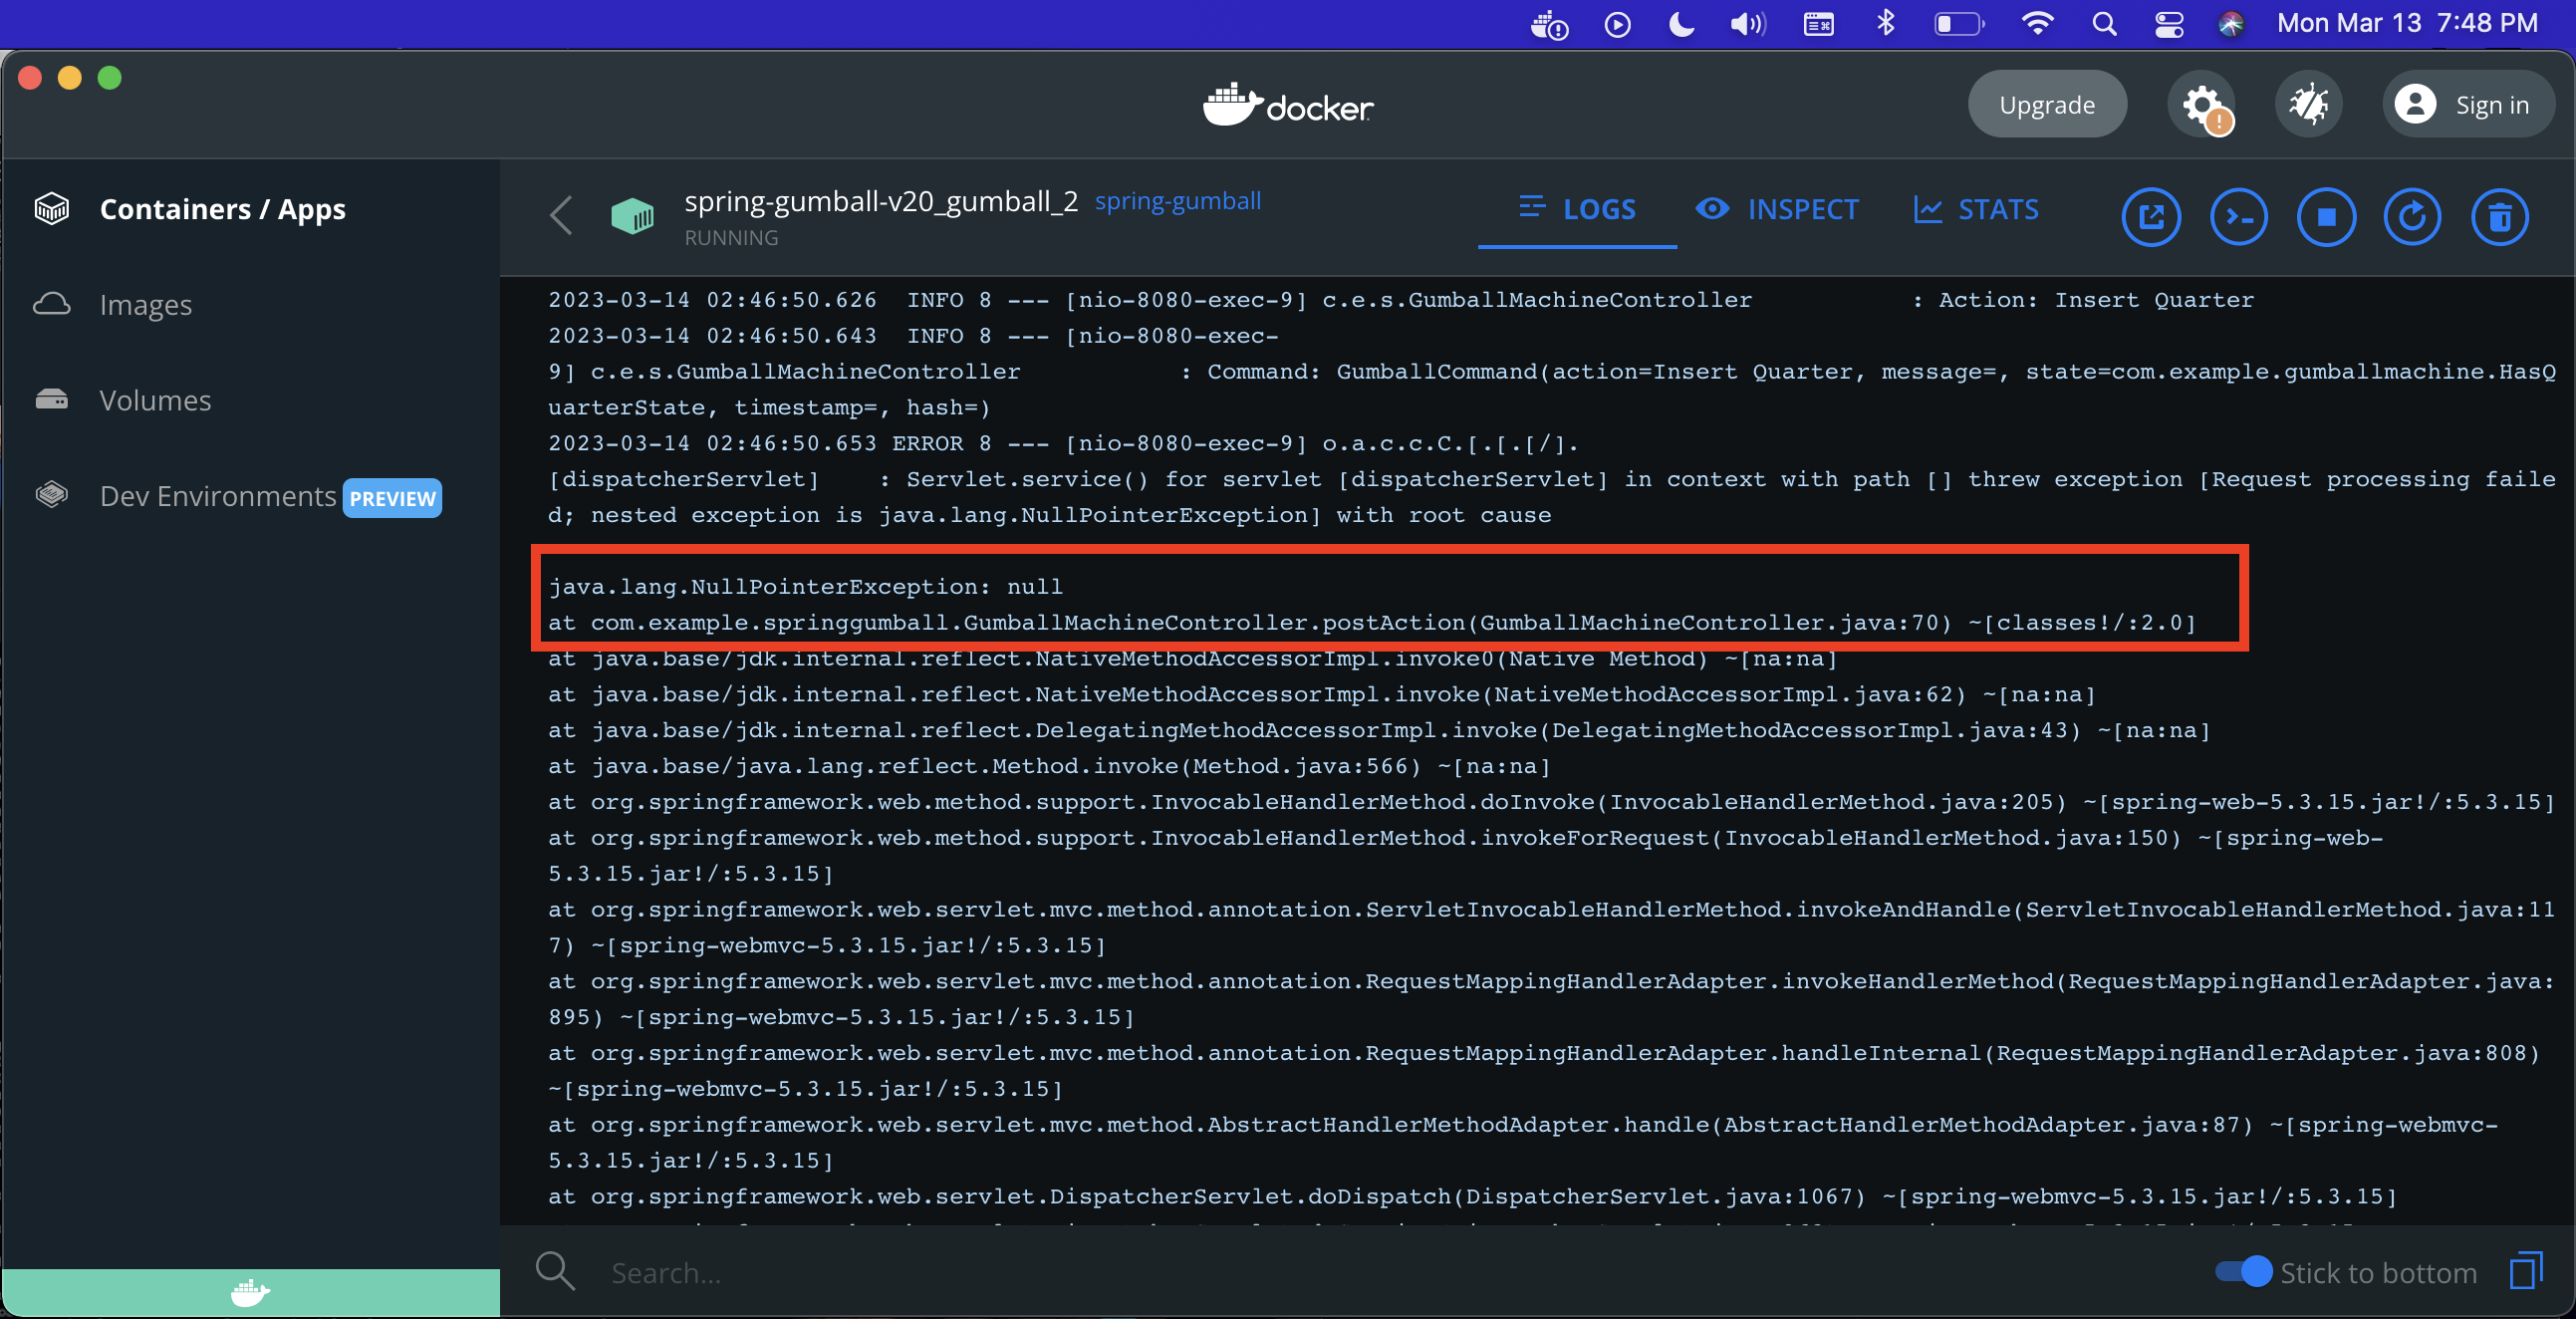 Mon Mar 13 7:48 PM
docker
Upgrade
Sign in
Containers / Apps
Images
Volumes
Dev Environments PREVIEW
spring-gumball-v20_gumball_2 spring-gumball
RUNNING
LOGS
INSPECT
STATS
2023-03-14 02:46:50.626  INFO 8 --- [nio-8080-exec-9] c.e.s.GumballMachineController           : Action: Insert Quarter
2023-03-14 02:46:50.643  INFO 8 --- [nio-8080-exec-
9] c.e.s.GumballMachineController           : Command: GumballCommand(action=Insert Quarter, message=, state=com.example.gumballmachine.HasQ
uarterState, timestamp=, hash=)
2023-03-14 02:46:50.653 ERROR 8 --- [nio-8080-exec-9] o.a.c.c.C.[.[.[/].
[dispatcherServlet]    : Servlet.service() for servlet [dispatcherServlet] in context with path [] threw exception [Request processing faile
d; nested exception is java.lang.NullPointerException] with root cause
java.lang.NullPointerException: null
at com.example.springgumball.GumballMachineController.postAction(GumballMachineController.java:70) ~[classes!/:2.0]
at java.base/jdk.internal.reflect.NativeMethodAccessorImpl.invoke0(Native Method) ~[na:na]
at java.base/jdk.internal.reflect.NativeMethodAccessorImpl.invoke(NativeMethodAccessorImpl.java:62) ~[na:na]
at java.base/jdk.internal.reflect.DelegatingMethodAccessorImpl.invoke(DelegatingMethodAccessorImpl.java:43) ~[na:na]
at java.base/java.lang.reflect.Method.invoke(Method.java:566) ~[na:na]
at org.springframework.web.method.support.InvocableHandlerMethod.doInvoke(InvocableHandlerMethod.java:205) ~[spring-web-5.3.15.jar!/:5.3.15]
at org.springframework.web.method.support.InvocableHandlerMethod.invokeForRequest(InvocableHandlerMethod.java:150) ~[spring-web-
5.3.15.jar!/:5.3.15]
at org.springframework.web.servlet.mvc.method.annotation.ServletInvocableHandlerMethod.invokeAndHandle(ServletInvocableHandlerMethod.java:11
7) ~[spring-webmvc-5.3.15.jar!/:5.3.15]
at org.springframework.web.servlet.mvc.method.annotation.RequestMappingHandlerAdapter.invokeHandlerMethod(RequestMappingHandlerAdapter.java:
895) ~[spring-webmvc-5.3.15.jar!/:5.3.15]
at org.springframework.web.servlet.mvc.method.annotation.RequestMappingHandlerAdapter.handleInternal(RequestMappingHandlerAdapter.java:808)
~[spring-webmvc-5.3.15.jar!/:5.3.15]
at org.springframework.web.servlet.mvc.method.AbstractHandlerMethodAdapter.handle(AbstractHandlerMethodAdapter.java:87) ~[spring-webmvc-
5.3.15.jar!/:5.3.15]
at org.springframework.web.servlet.DispatcherServlet.doDispatch(DispatcherServlet.java:1067) ~[spring-webmvc-5.3.15.jar!/:5.3.15]
Search...
Stick to bottom